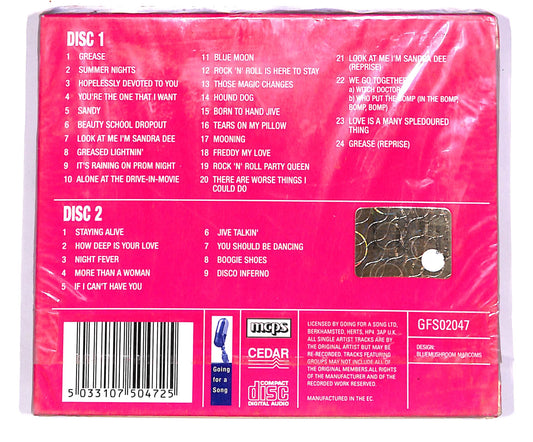 DISC 1
1 GREASE
2 SUMMER NIGHTS
3 HOPELESSLY DEVOTED TO YOU
4 YOU'RE THE ONE THAT I WANT
5 SANDY
6 BEAUTY SCHOOL DROPOUT
7 LOOK AT ME I'M SANDRA DEE
8 GREASED LIGHTNIN'
9 IT'S RAINING ON PROM NIGHT
10 ALONE AT THE DRIVE-IN-MOVIE
11 BLUE MOON
12 ROCK 'N' ROLL IS HERE TO STAY
13 THOSE MAGIC CHANGES
14 HOUND DOG
15 BORN TO HAND JIVE
16 TEARS ON MY PILLOW
17 MOONING
18 FREDDY MY LOVE
19 ROCK 'N' ROLL PARTY QUEEN
20 THERE ARE WORSE THINGS I
COULD DO
21 LOOK AT ME I'M SANDRA DEE
(REPRISE)
22 WE GO TOGETHER
a) WITCH DOCTOR
b) WHO PUT THE BOMP (IN THE BOMP,
BOMP, BOMP)
23 LOVE IS A MANY SPLEDOURED
THING
24 GREASE (REPRISE)
DISC 2
1 STAYING ALIVE
2 HOW DEEP IS YOUR LOVE
3 NIGHT FEVER
4 MORE THAN A WOMAN
5 IF I CAN'T HAVE YOU
6 JIVE TALKIN'
7 YOU SHOULD BE DANCING
8 BOOGIE SHOES
9 DISCO INFERNO
5 033107 504725
Going
for a
Song
mcps
CEDAR
COMPACT
disc
DIGITAL AUDIO
LICENSED BY GOING FOR A SONG LTD,
BERKHAMSTED, HERTS, HP4 3AP U.K. ..
ALL SINGLE ARTIST TRACKS ARE BY
THE ORIGINAL ARTIST BUT MAY BE
RE-RECORDED. TRACKS FEATURING
GROUPS MAY NOT INCLUDE ALL OF
THE ORIGINAL MEMBERS. ALL RIGHTS
OF THE MANUFACTURER AND OF THE
RECORDED WORK RESERVED.
MANUFACTURED IN THE EC.
GFS02047
DESIGN:
BLUEMUSHROOM MARCOMS